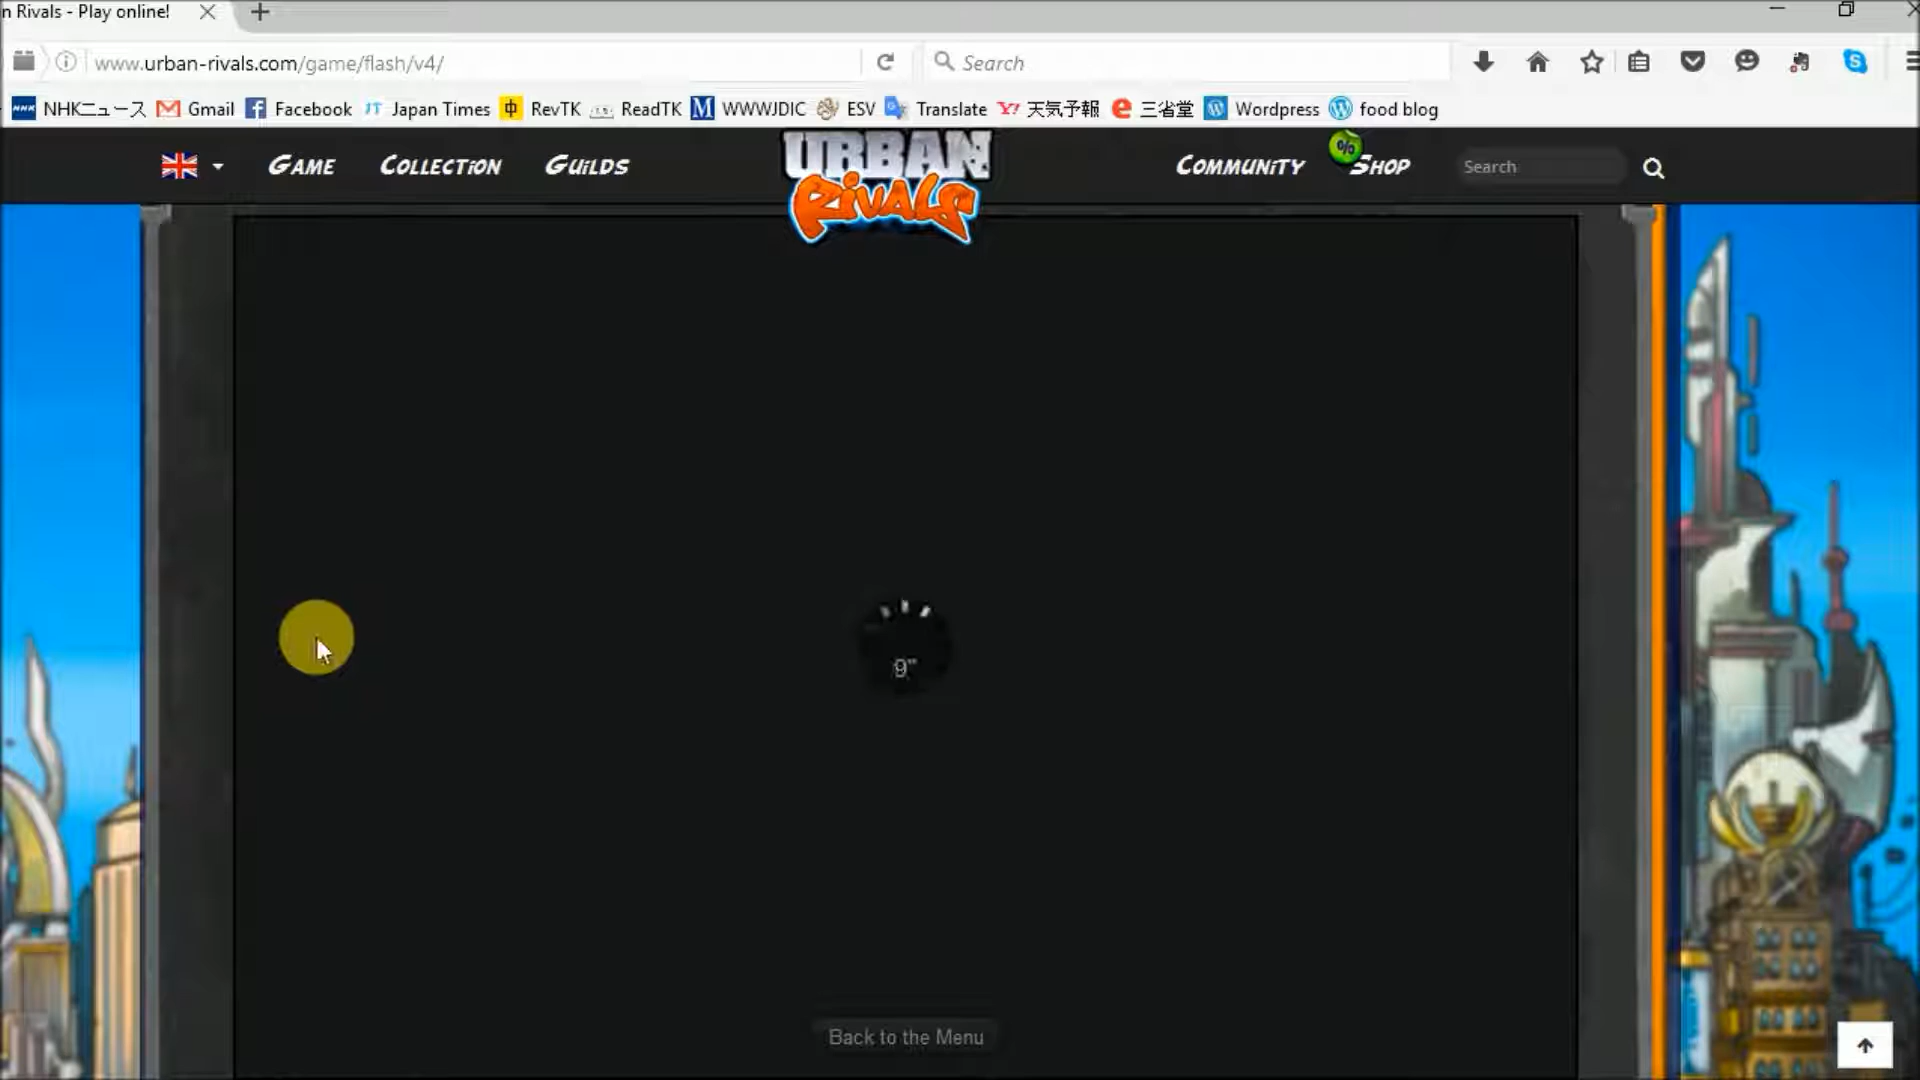 n Rivals - Play online!
www.urban-rivals.com/game/flash/v4/
Search
NHKニュース Gmail Facebook Japan Times RevTK ReadTK WWWJDIC ESV Translate 天気予報 三省堂 Wordpress food blog
GAME COLLECTION GUILDS URBAN RIVALS COMMUNITY % SHOP Search
9"
Back to the Menu